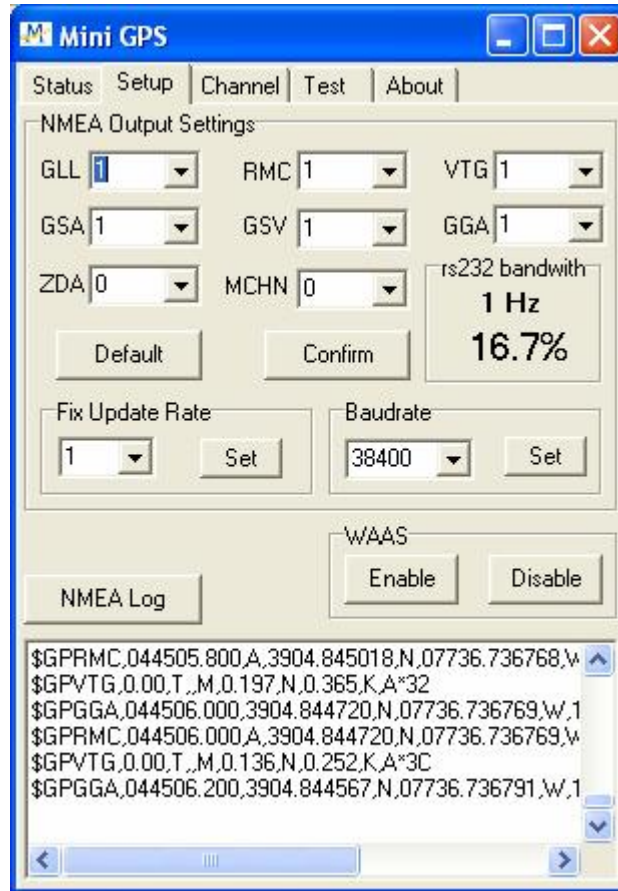 Mini GPS
Status Setup Channel Test About
NMEA Output Settings
GLL 1 RMC 1 VTG 1
GSA 1 GSV 1 GGA 1
ZDA 0 MCHN 0
rs232 bandwith
1 Hz
16.7%
Default Confirm
Fix Update Rate
1 Set
Baudrate
38400 Set
WAAS
Enable Disable
NMEA Log
$GPRMC,044505.800,A,3904.845018,N,07736.736768,W
$GPVTG,0.00,T,,M,0.197,N,0.365,K,A*32
$GPGGA,044506.000,3904.844720,N,07736.736769,W,1
$GPRMC,044506.000,A,3904.844720,N,07736.736769,W
$GPVTG,0.00,T,,M,0.136,N,0.252,K,A*3C
$GPGGA,044506.200,3904.844567,N,07736.736791,W,1